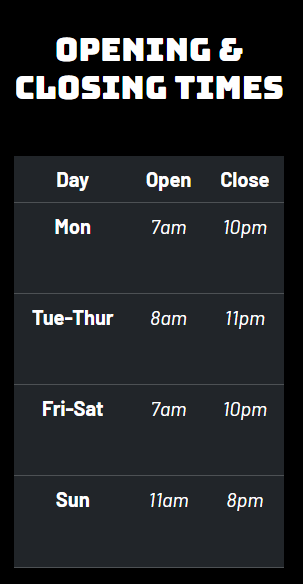 OPENING &
CLOSING TIMES
Day Open Close
Mon 7am 10pm
Tue-Thur 8am 11pm
Fri-Sat 7am 10pm
Sun 11am 8pm